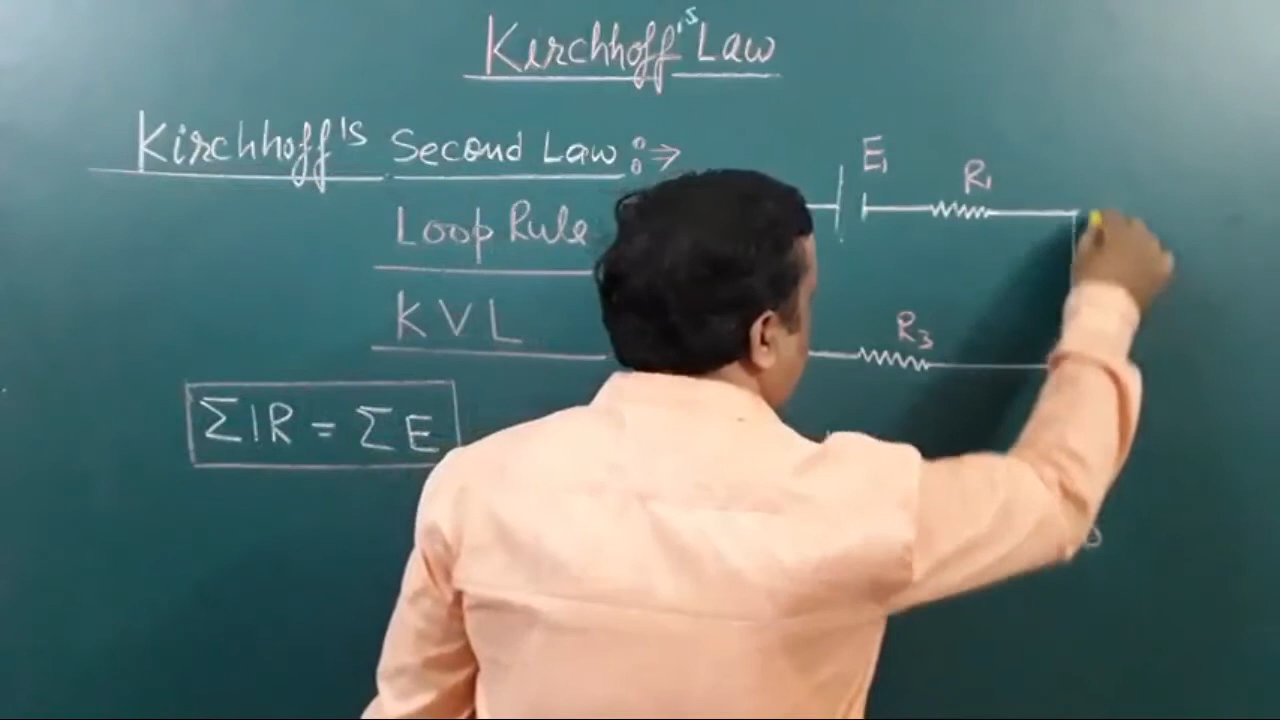 Kirchhoff's Law
Kirchhoff's Second Law :⇒
Loop Rule
KVL
ΣIR = ΣE
E₁
R₁
R₃